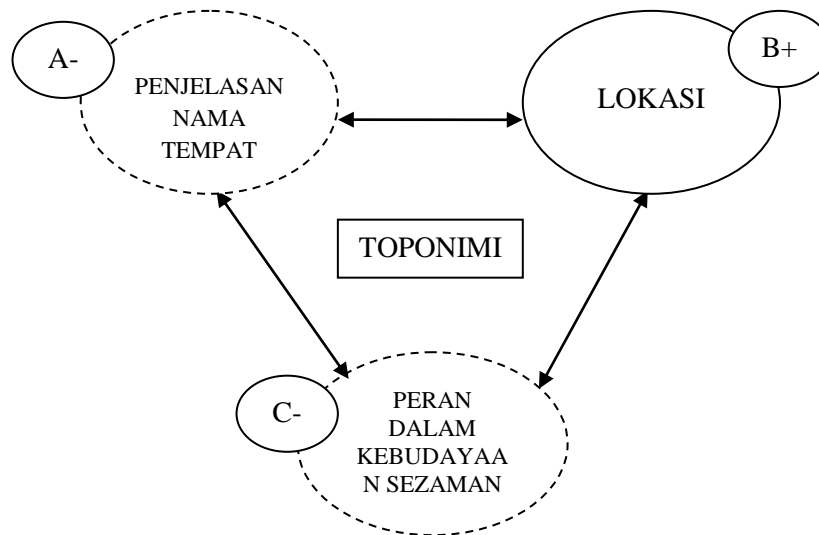 A-
PENJELASAN
NAMA
TEMPAT
LOKASI
B+
TOPONIMI
C-
PERAN
DALAM
KEBUDAYAA
N SEZAMAN